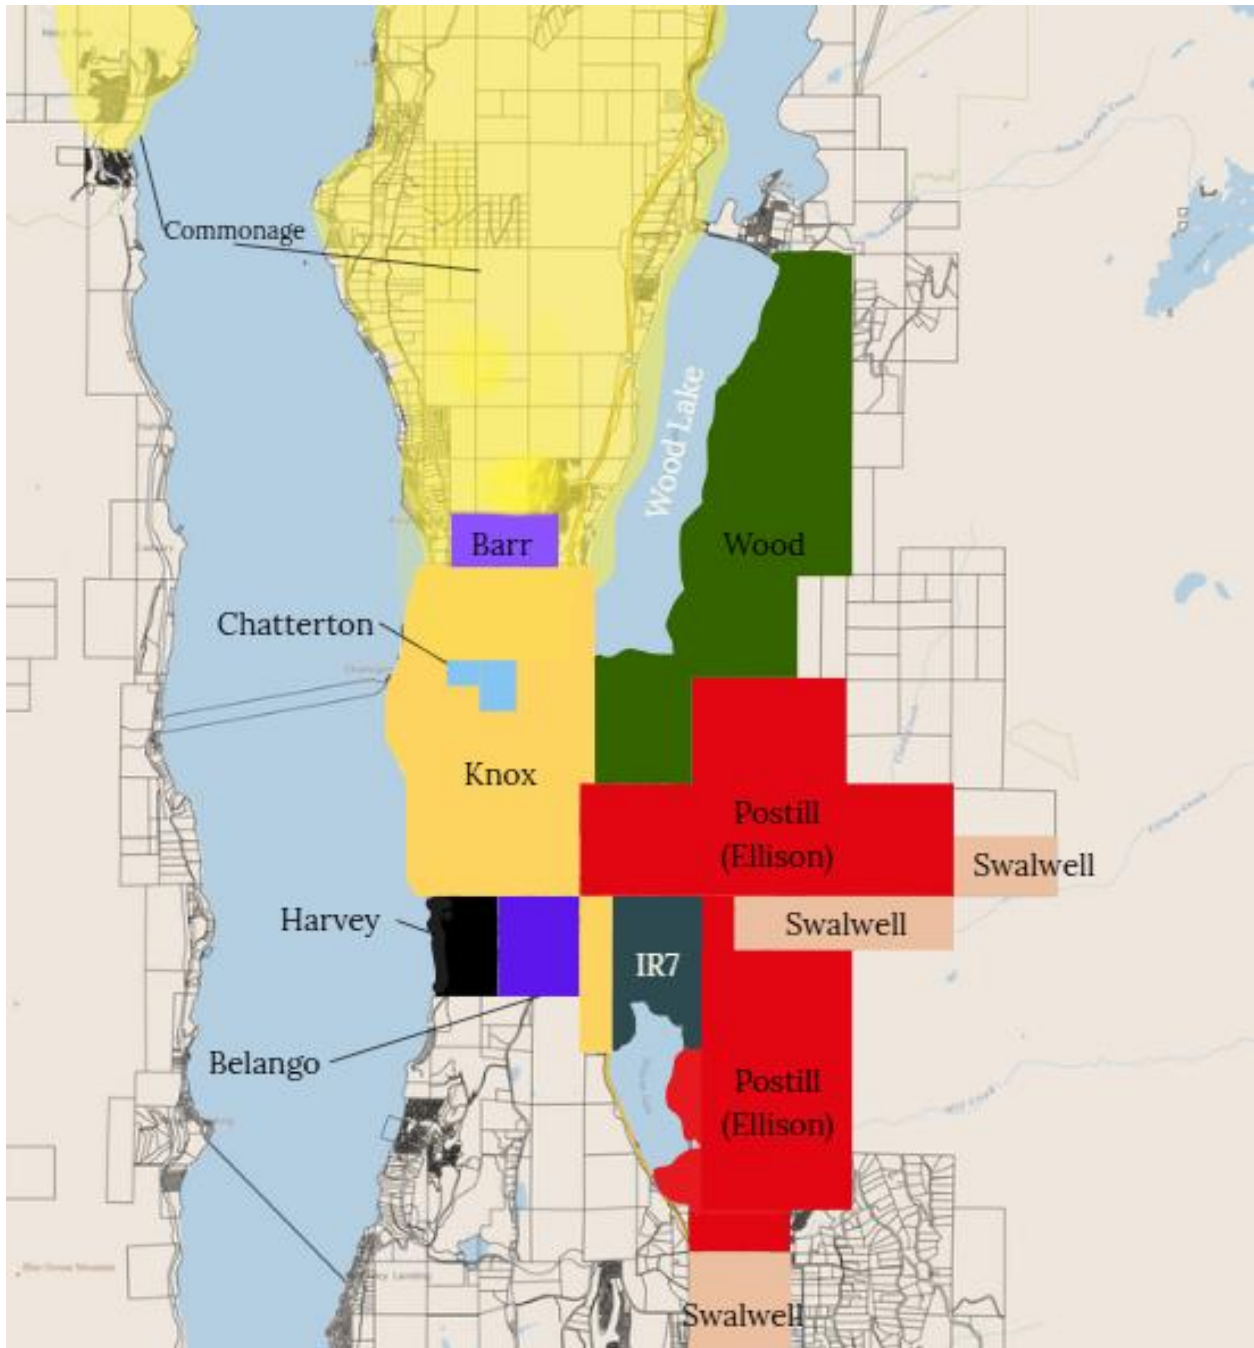 Commonage
Wood Lake
Barr
Wood
Chatterton
Knox
Postill
(Ellison)
Swalwell
Harvey
Swalwell
IR7
Belango
Postill
(Ellison)
Swalwell